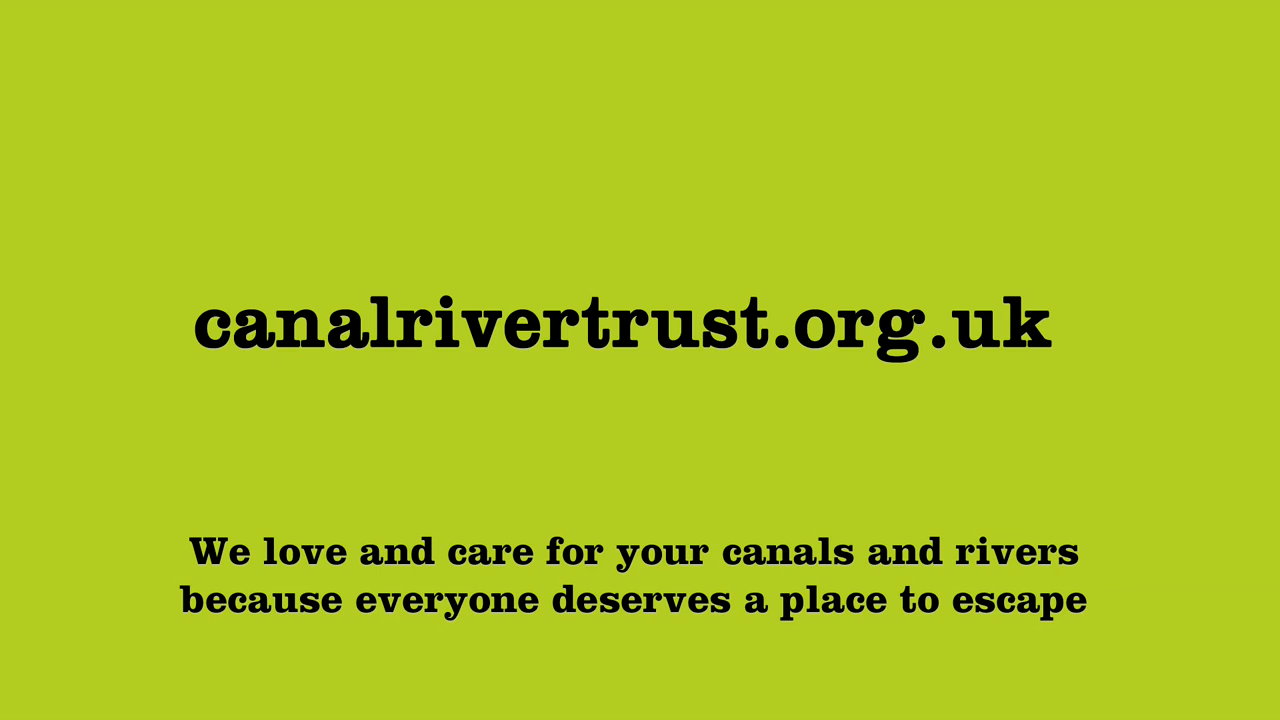 canalrivertrust.org.uk
We love and care for your canals and rivers
because everyone deserves a place to escape